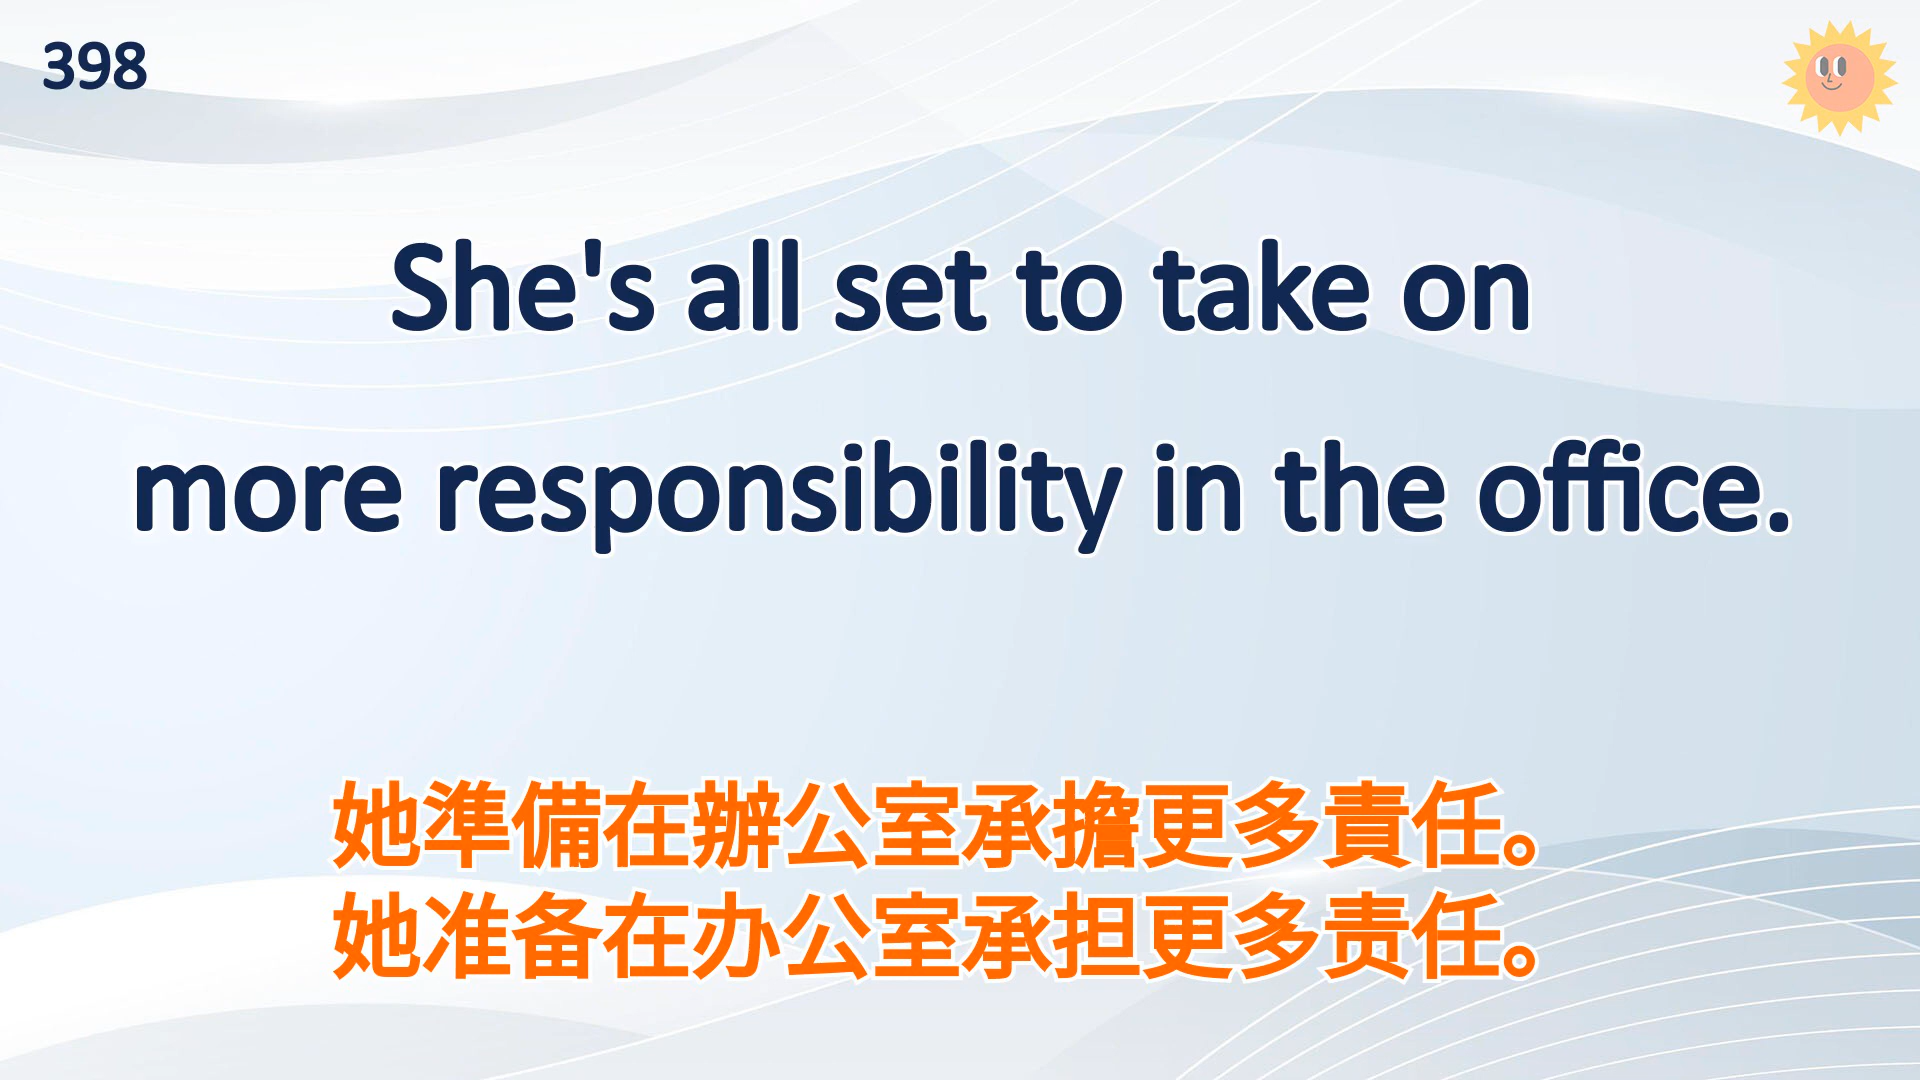 398
She's all set to take on
more responsibility in the office.
她準備在辦公室承擔更多責任。
她准备在办公室承担更多责任。